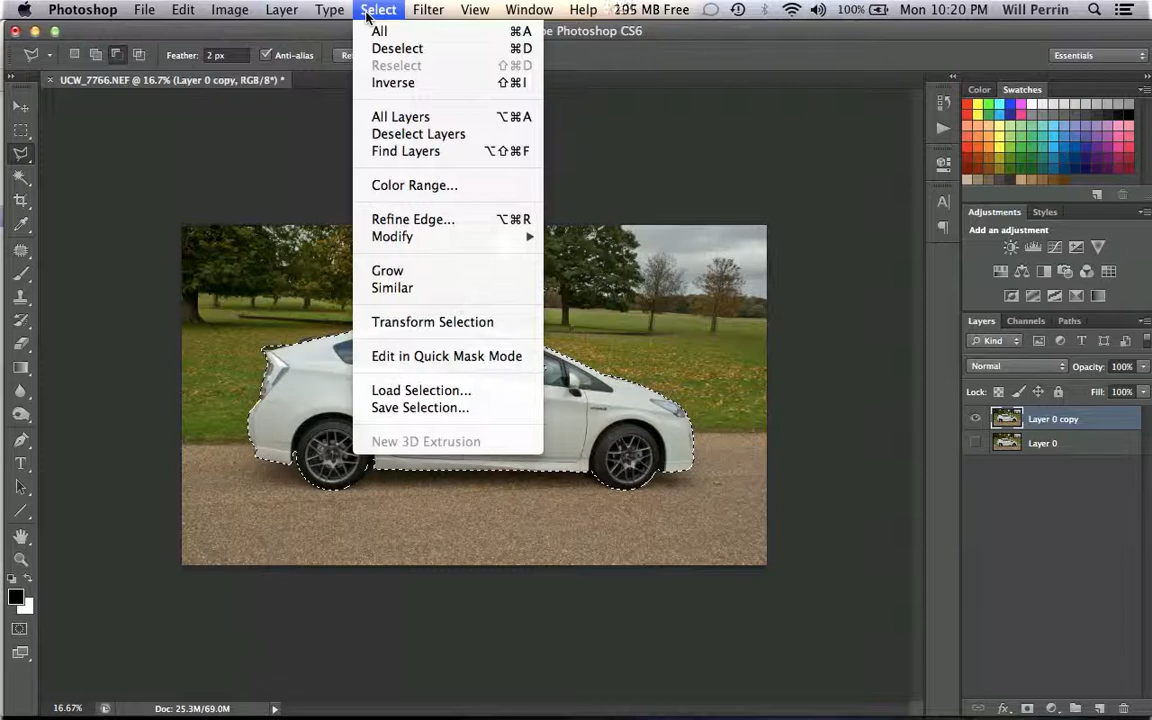 Photoshop File Edit Image Layer Type Select Filter View Window Help 195 MB Free 100% Mon 10:20 PM Will Perrin
Photoshop CS6
Feather: 2 px Anti-alias Essentials
UCW_7766.NEF @ 16.7% (Layer 0 copy, RGB/8*) *
All ⌘A
Deselect ⌘D
Reselect ⇧⌘D
Inverse ⇧⌘I
All Layers ⌥⌘A
Deselect Layers
Find Layers ⌥⇧⌘F
Color Range...
Refine Edge... ⌥⌘R
Modify
Grow
Similar
Transform Selection
Edit in Quick Mask Mode
Load Selection...
Save Selection...
New 3D Extrusion
Color Swatches
Adjustments Styles
Add an adjustment
Layers Channels Paths
Kind
Normal Opacity: 100%
Lock: Fill: 100%
Layer 0 copy
Layer 0
16.67% Doc: 25.3M/69.0M